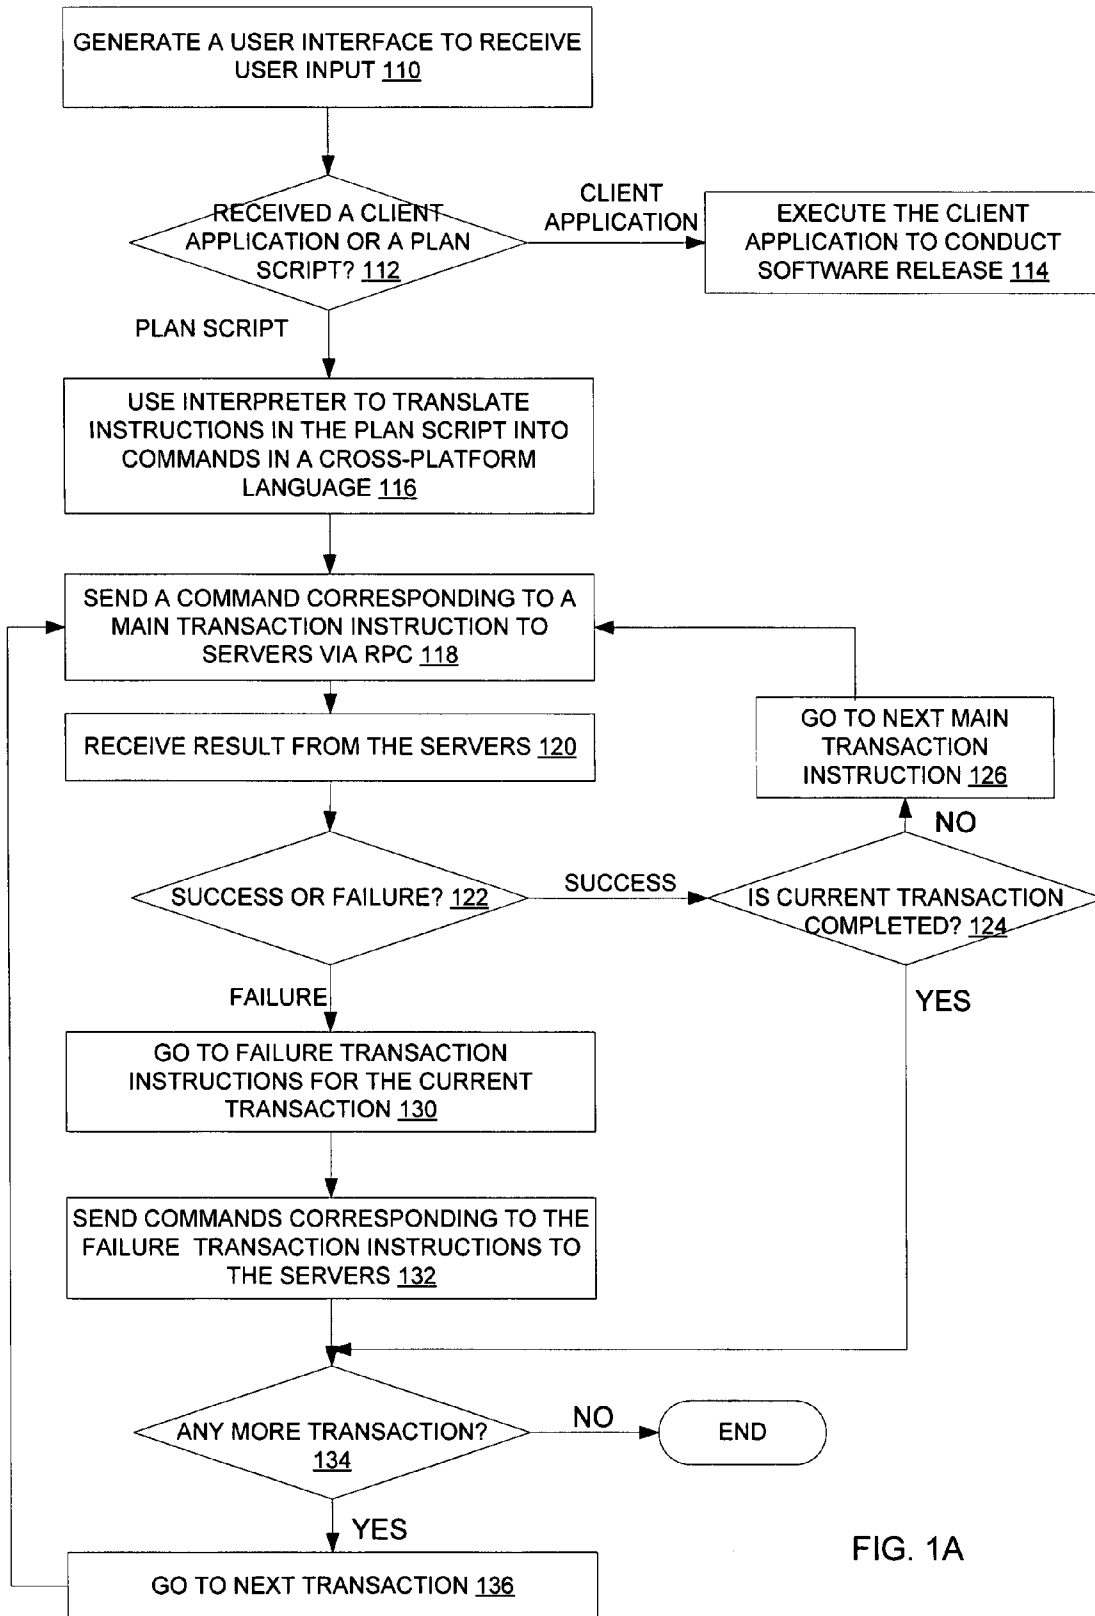 GENERATE A USER INTERFACE TO RECEIVE
USER INPUT 110
RECEIVED A CLIENT
APPLICATION OR A PLAN
SCRIPT? 112
CLIENT
APPLICATION
EXECUTE THE CLIENT
APPLICATION TO CONDUCT
SOFTWARE RELEASE 114
PLAN SCRIPT
USE INTERPRETER TO TRANSLATE
INSTRUCTIONS IN THE PLAN SCRIPT INTO
COMMANDS IN A CROSS-PLATFORM
LANGUAGE 116
SEND A COMMAND CORRESPONDING TO A
MAIN TRANSACTION INSTRUCTION TO
SERVERS VIA RPC 118
RECEIVE RESULT FROM THE SERVERS 120
GO TO NEXT MAIN
TRANSACTION
INSTRUCTION 126
NO
SUCCESS OR FAILURE? 122
SUCCESS
IS CURRENT TRANSACTION
COMPLETED? 124
FAILURE
YES
GO TO FAILURE TRANSACTION
INSTRUCTIONS FOR THE CURRENT
TRANSACTION 130
SEND COMMANDS CORRESPONDING TO THE
FAILURE TRANSACTION INSTRUCTIONS TO
THE SERVERS 132
ANY MORE TRANSACTION?
134
NO
END
YES
GO TO NEXT TRANSACTION 136
FIG. 1A